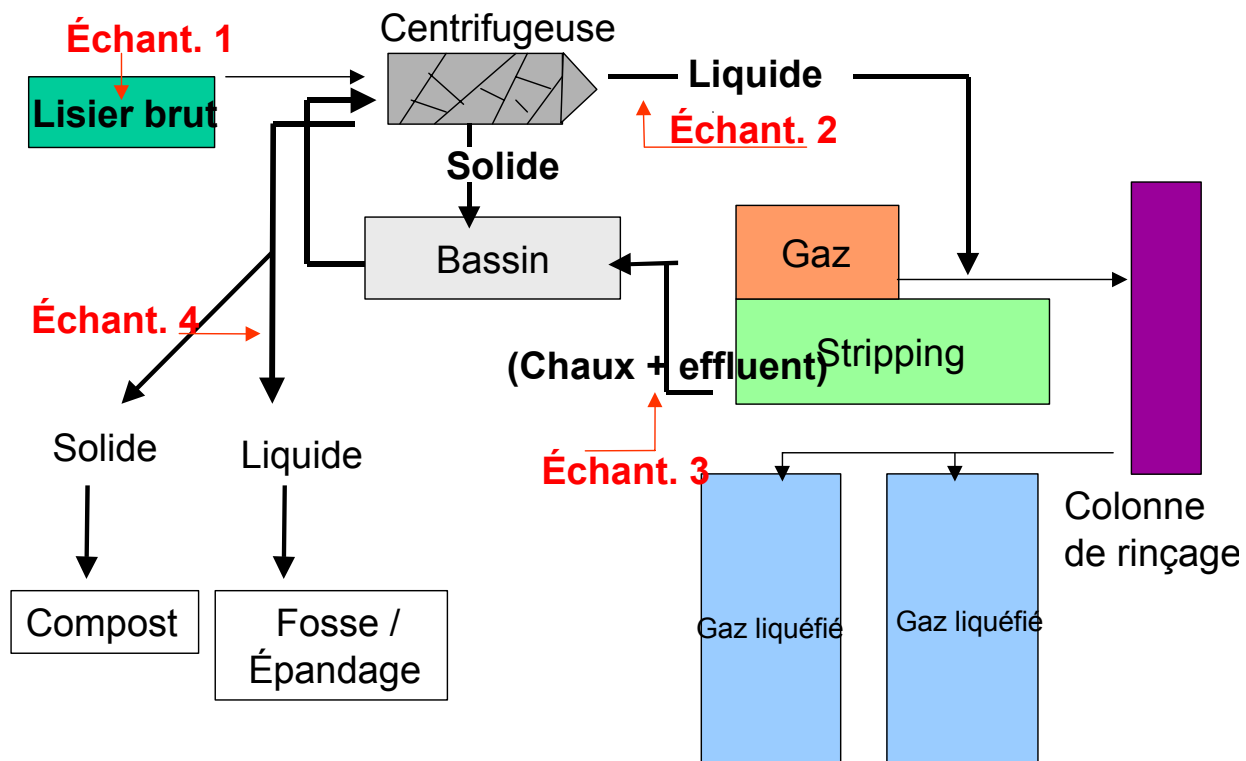 Centrifugeuse
Échant. 1
Lisier brut
Liquide
Échant. 2
Solide
Bassin
Gaz
Échant. 4
(Chaux + effluent)
Stripping
Solide
Liquide
Échant. 3
Colonne
de rinçage
Compost
Fosse /
Épandage
Gaz liquéfié
Gaz liquéfié